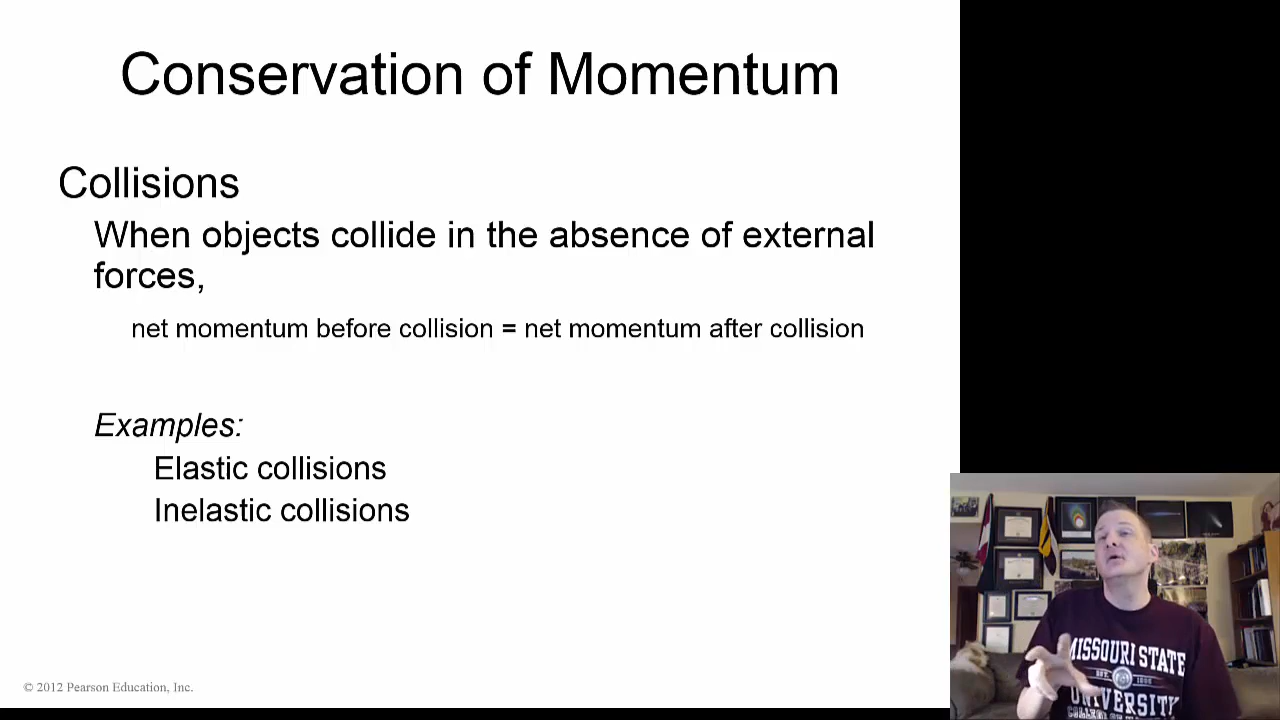 Conservation of Momentum
Collisions
When objects collide in the absence of external
forces,
net momentum before collision = net momentum after collision
Examples:
Elastic collisions
Inelastic collisions
© 2012 Pearson Education, Inc.
MISSOURI STATE
UNIVERSITY